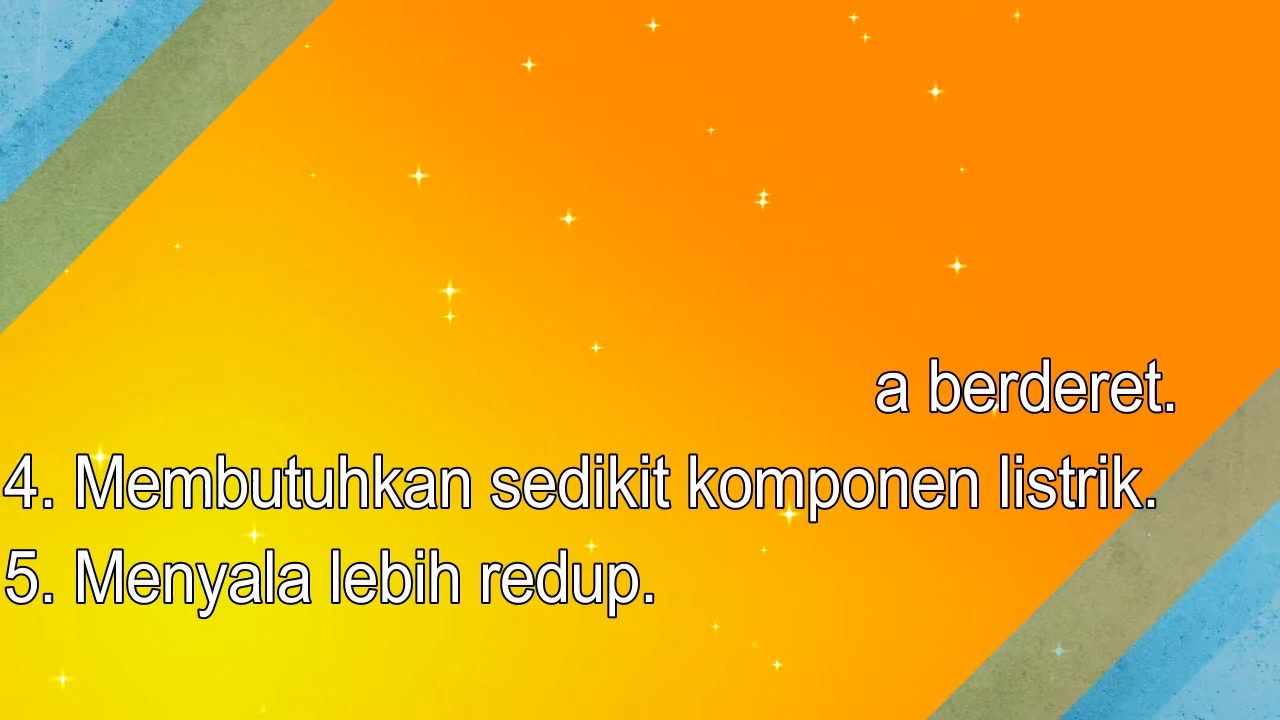 a berderet.
4. Membutuhkan sedikit komponen listrik.
5. Menyala lebih redup.